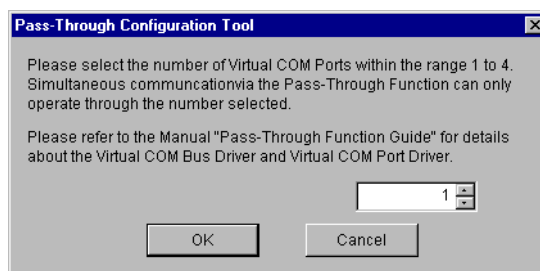 Pass-Through Configuration Tool
Please select the number of Virtual COM Ports within the range 1 to 4.
Simultaneous communcationvia the Pass-Through Function can only
operate through the number selected.
Please refer to the Manual "Pass-Through Function Guide" for details
about the Virtual COM Bus Driver and Virtual COM Port Driver.
1
OK Cancel